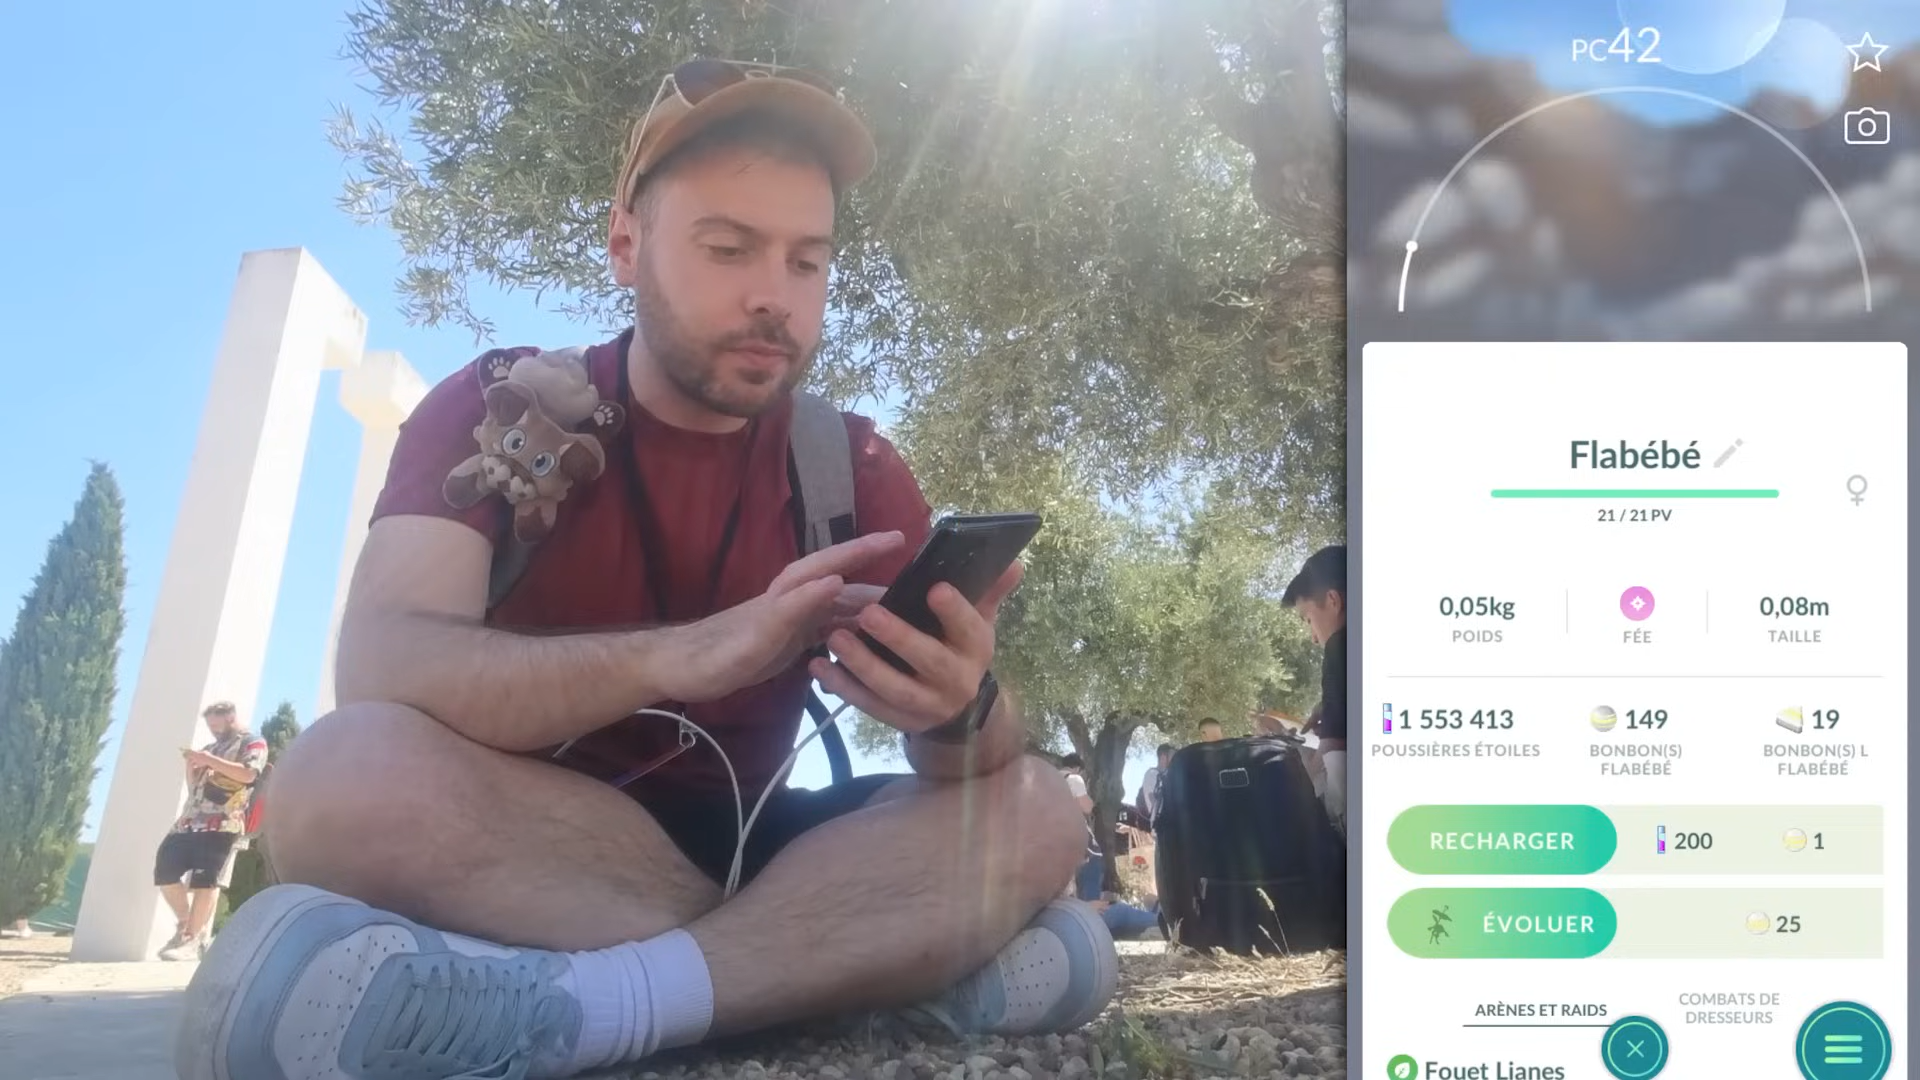 PC42
Flabébé
21 / 21 PV
0,05kg
POIDS
FÉE
0,08m
TAILLE
1 553 413
POUSSIÈRES ÉTOILES
149
BONBON(S)
FLABÉBÉ
19
BONBON(S) L
FLABÉBÉ
RECHARGER 200 1
ÉVOLUER 25
ARÈNES ET RAIDS
COMBATS DE
DRESSEURS
Fouet Lianes